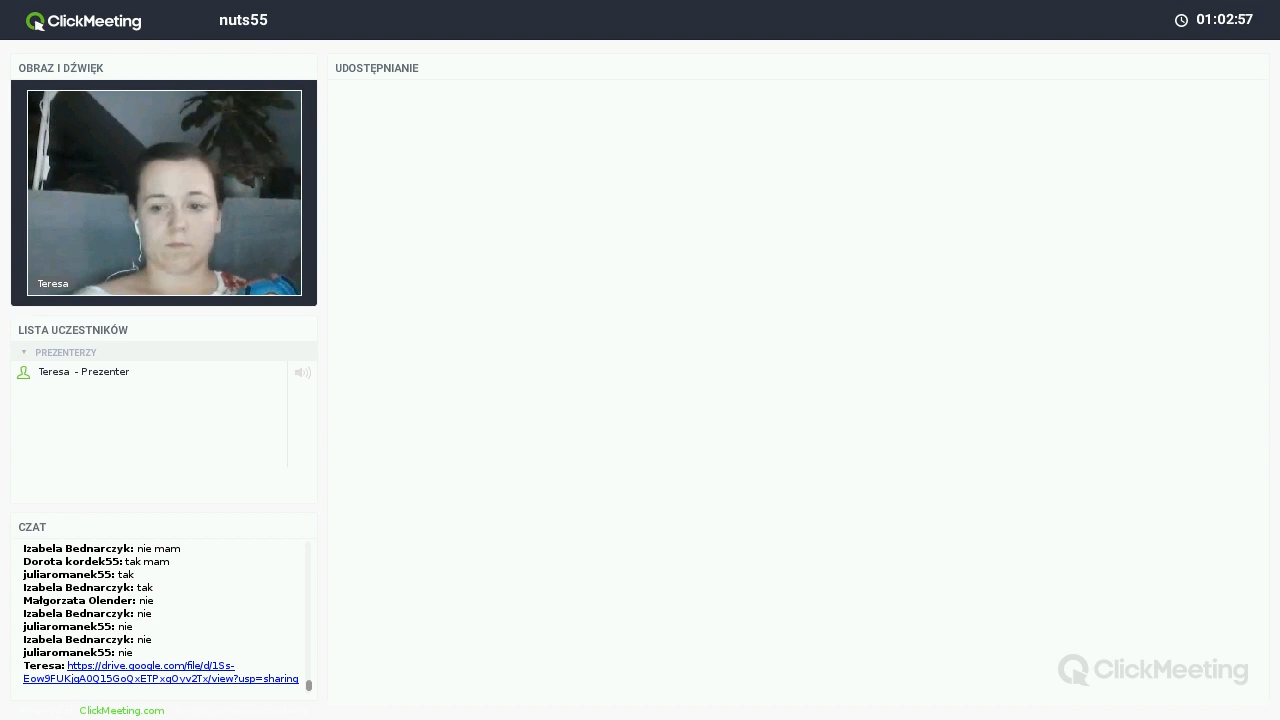 ClickMeeting
nuts55
01:02:57
OBRAZ I DŹWIĘK
UDOSTĘPNIANIE
Teresa
LISTA UCZESTNIKÓW
PREZENTERZY
Teresa - Prezenter
CZAT
Izabela Bednarczyk: nie mam
Dorota kordek55: tak mam
juliaromanek55: tak
Izabela Bednarczyk: tak
Małgorzata Olender: nie
Izabela Bednarczyk: nie
juliaromanek55: nie
Izabela Bednarczyk: nie
juliaromanek55: nie
Teresa: https://drive.google.com/file/d/1Ss-
Eow9FUKjqA0Q15GoQxETPxgOyv2Tx/view?usp=sharing
ClickMeeting
ClickMeeting.com